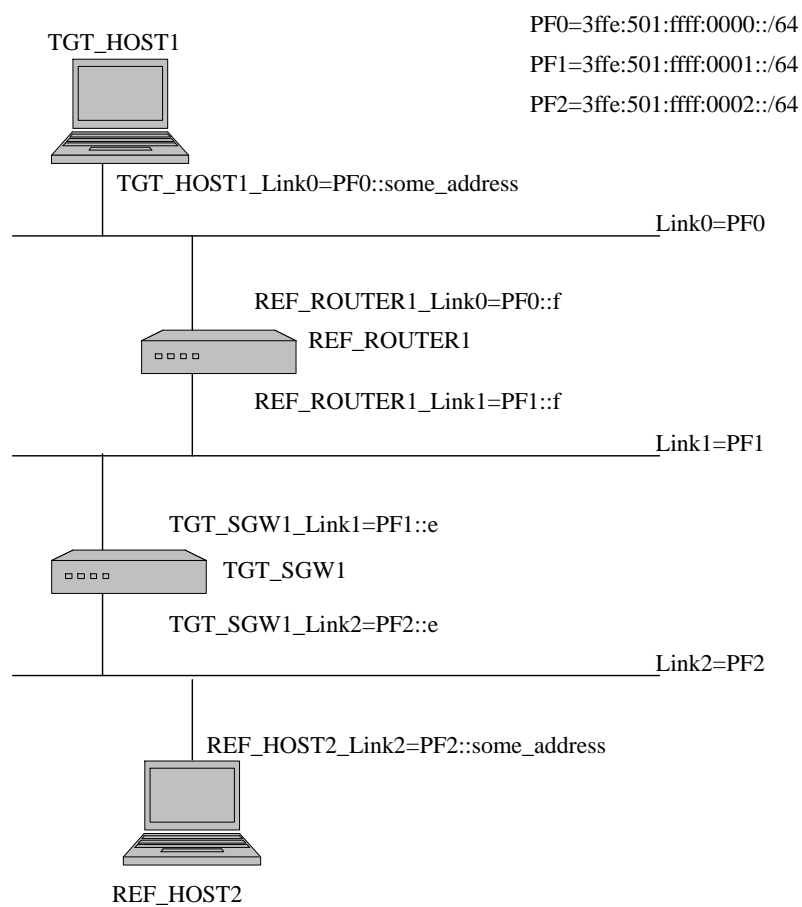 PF0=3ffe:501:ffff:0000::/64
TGT_HOST1
PF1=3ffe:501:ffff:0001::/64
PF2=3ffe:501:ffff:0002::/64
TGT_HOST1_Link0=PF0::some_address
Link0=PF0
REF_ROUTER1_Link0=PF0::f
REF_ROUTER1
REF_ROUTER1_Link1=PF1::f
Link1=PF1
TGT_SGW1_Link1=PF1::e
TGT_SGW1
TGT_SGW1_Link2=PF2::e
Link2=PF2
REF_HOST2_Link2=PF2::some_address
REF_HOST2